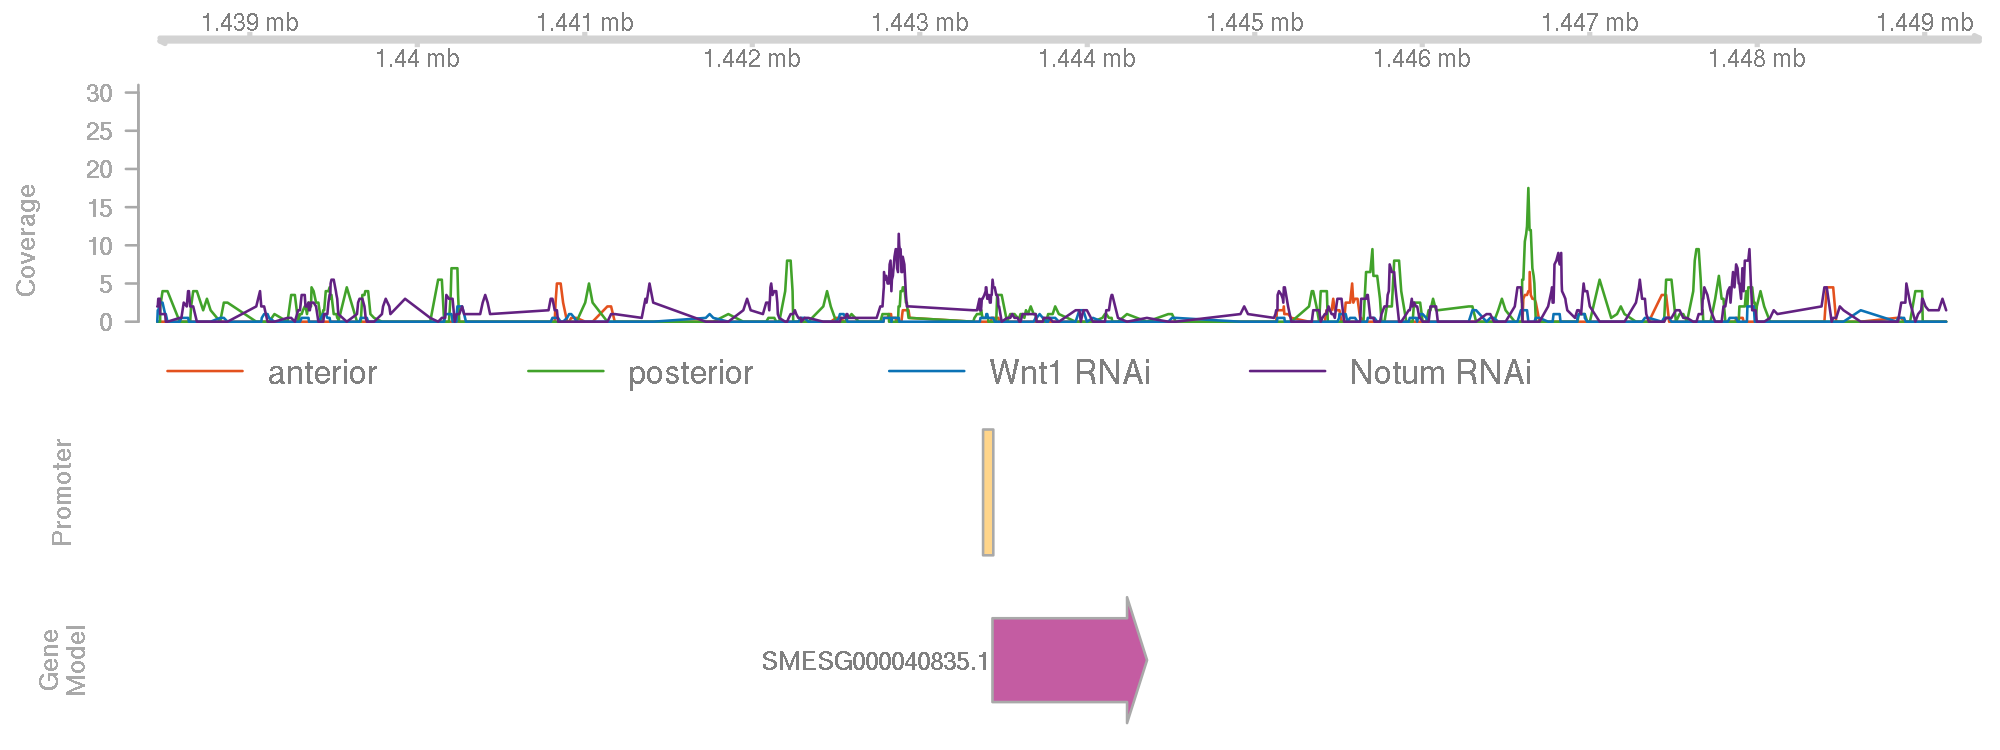 1.439 mb 1.441 mb 1.443 mb 1.445 mb 1.447 mb 1.449 mb
1.44 mb 1.442 mb 1.444 mb 1.446 mb 1.448 mb
30
25
20
15
10
5
0
Coverage
anterior posterior Wnt1 RNAi Notum RNAi
Promoter
Gene
Model
SMESG000040835.1